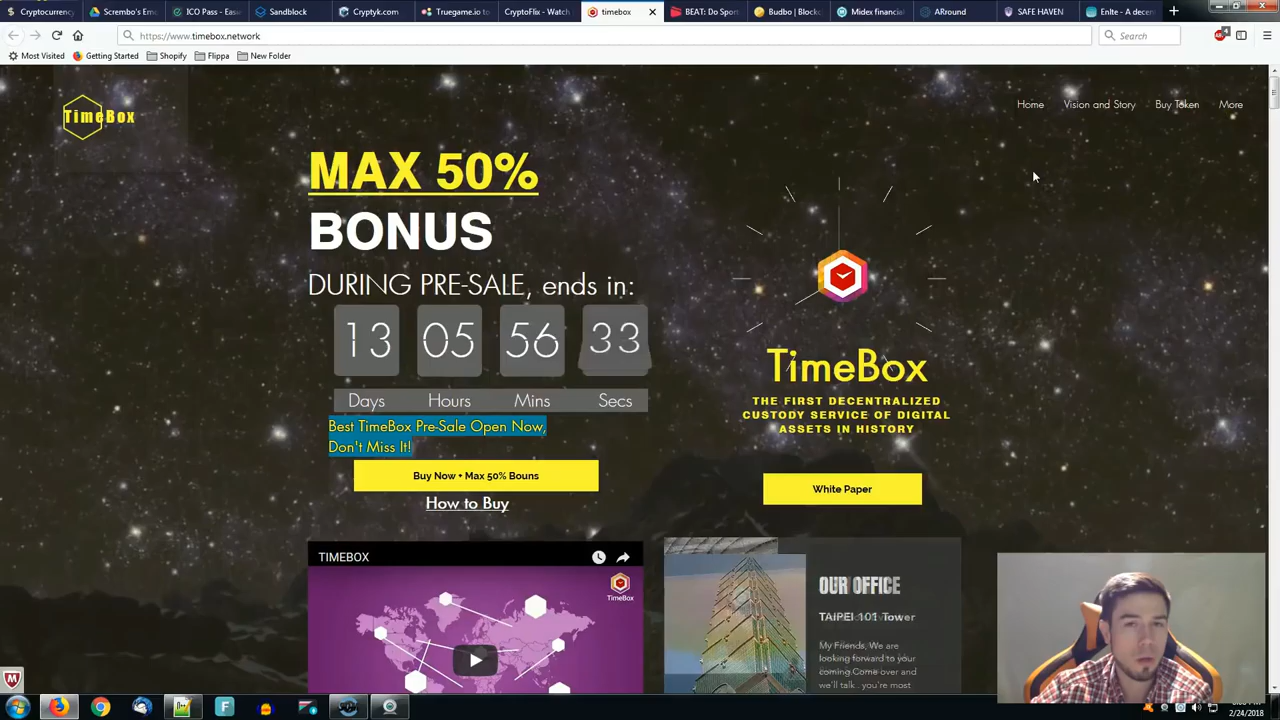 Cryptocurrency
Scrembo's Eme
ICO Pass - Ease
Sandblock
Cryptyk.com
Truegame.io to
CryptoFlix - Watch
timebox
BEAT: Do Sport
Budbo | Block
Midex financial
ARround
SAFE HAVEN
Enlte - A decen
https://www.timebox.network
Search
4
Most Visited
Getting Started
Shopify
Flippa
New Folder
TimeBox
Home
Vision and Story
Buy Token
More
MAX 50%
BONUS
DURING PRE-SALE, ends in:
13 05 56 33
Days Hours Mins Secs
Best TimeBox Pre-Sale Open Now,
Don't Miss It!
Buy Now + Max 50% Bouns
How to Buy
TimeBox
THE FIRST DECENTRALIZED
CUSTODY SERVICE OF DIGITAL
ASSETS IN HISTORY
White Paper
TIMEBOX
TimeBox
OUR OFFICE
TAIPEI 101 Tower
My Friends, We are
looking forward to your
coming.Come over and
we'll talk . you're most
2/24/2018